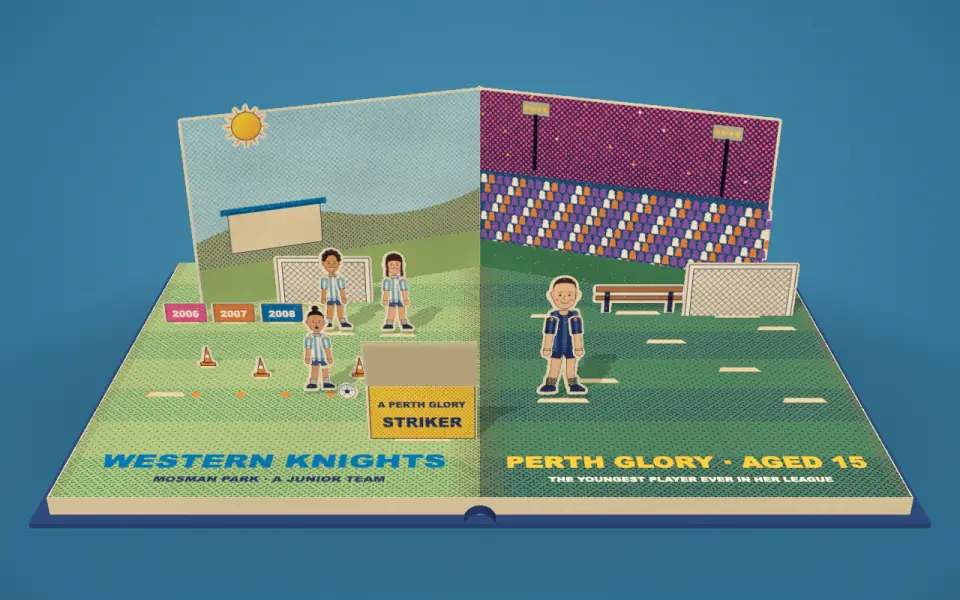 2006
2007
2008
A PERTH GLORY
STRIKER
WESTERN KNIGHTS
MOSMAN PARK · A JUNIOR TEAM
PERTH GLORY · AGED 15
THE YOUNGEST PLAYER EVER IN HER LEAGUE